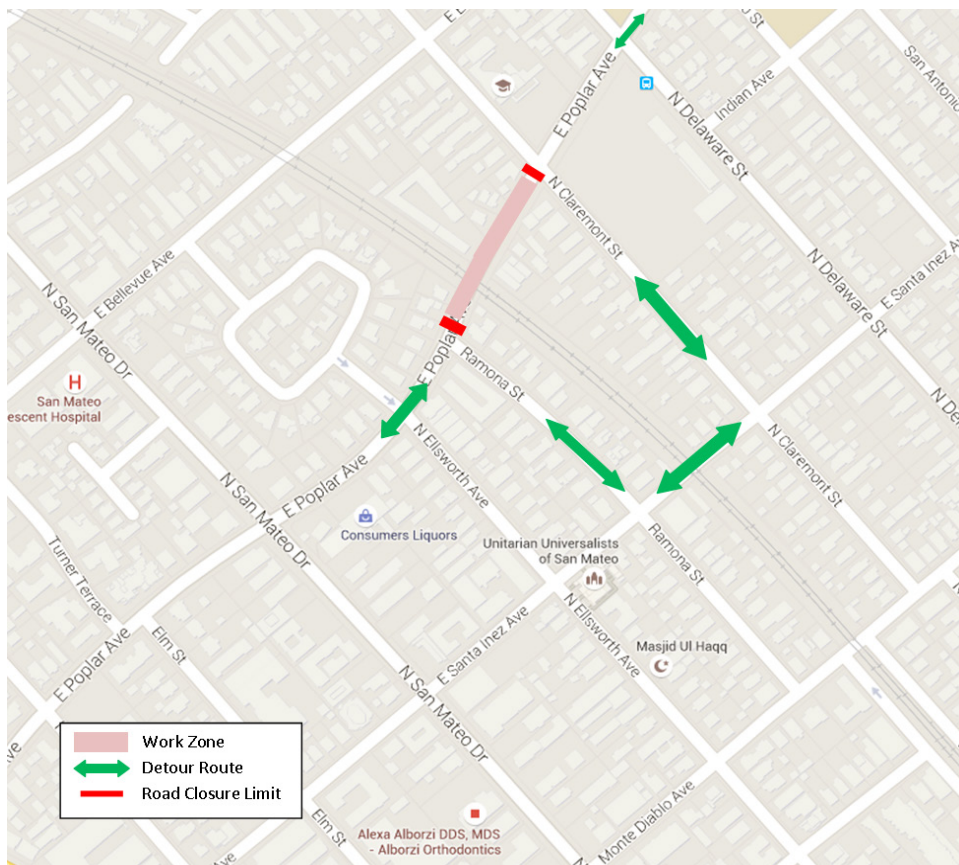 E Poplar Ave
San Antonio
Indian Ave
N Delaware St
N Claremont St
E Bellevue Ave
N San Mateo Dr
N Delaware St
E Santa Inez Ave
H
San Mateo
escent Hospital
Ramona St
N Ellsworth Ave
E Poplar Ave
N Claremont St
N San Mateo Dr
Consumers Liquors
Unitarian Universalists
of San Mateo
Ramona St
Turner Terrace
N Ellsworth Ave
Masjid Ul Haqq
E Santa Inez Ave
Elm St
E Poplar Ave
N San Mateo Dr
Work Zone
Detour Route
Road Closure Limit
Elm St
Monte Diablo Ave
Alexa Alborzi DDS, MDS
- Alborzi Orthodontics